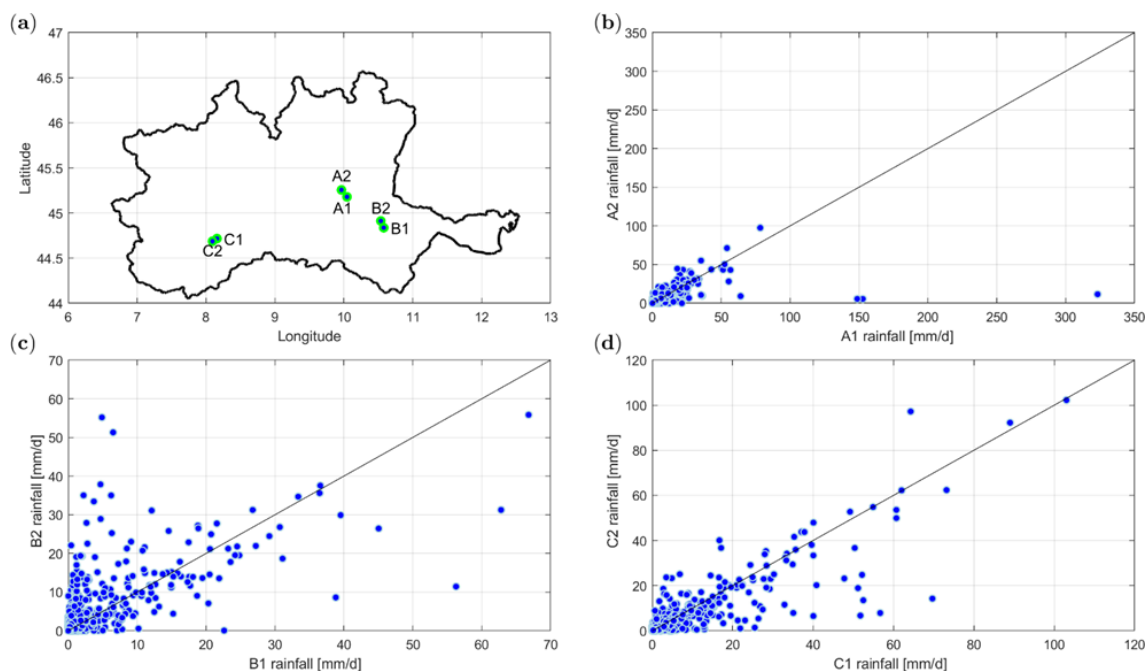 (a)
47
46.5
46
45.5
45
44.5
44
Latitude
A2
A1
B2
B1
C1
C2
6 7 8 9 10 11 12 13
Longitude
(b)
350
300
250
200
150
100
50
0
A2 rainfall [mm/d]
0 50 100 150 200 250 300 350
A1 rainfall [mm/d]
(c)
70
60
50
40
30
20
10
0
B2 rainfall [mm/d]
0 10 20 30 40 50 60 70
B1 rainfall [mm/d]
(d)
120
100
80
60
40
20
0
C2 rainfall [mm/d]
0 20 40 60 80 100 120
C1 rainfall [mm/d]